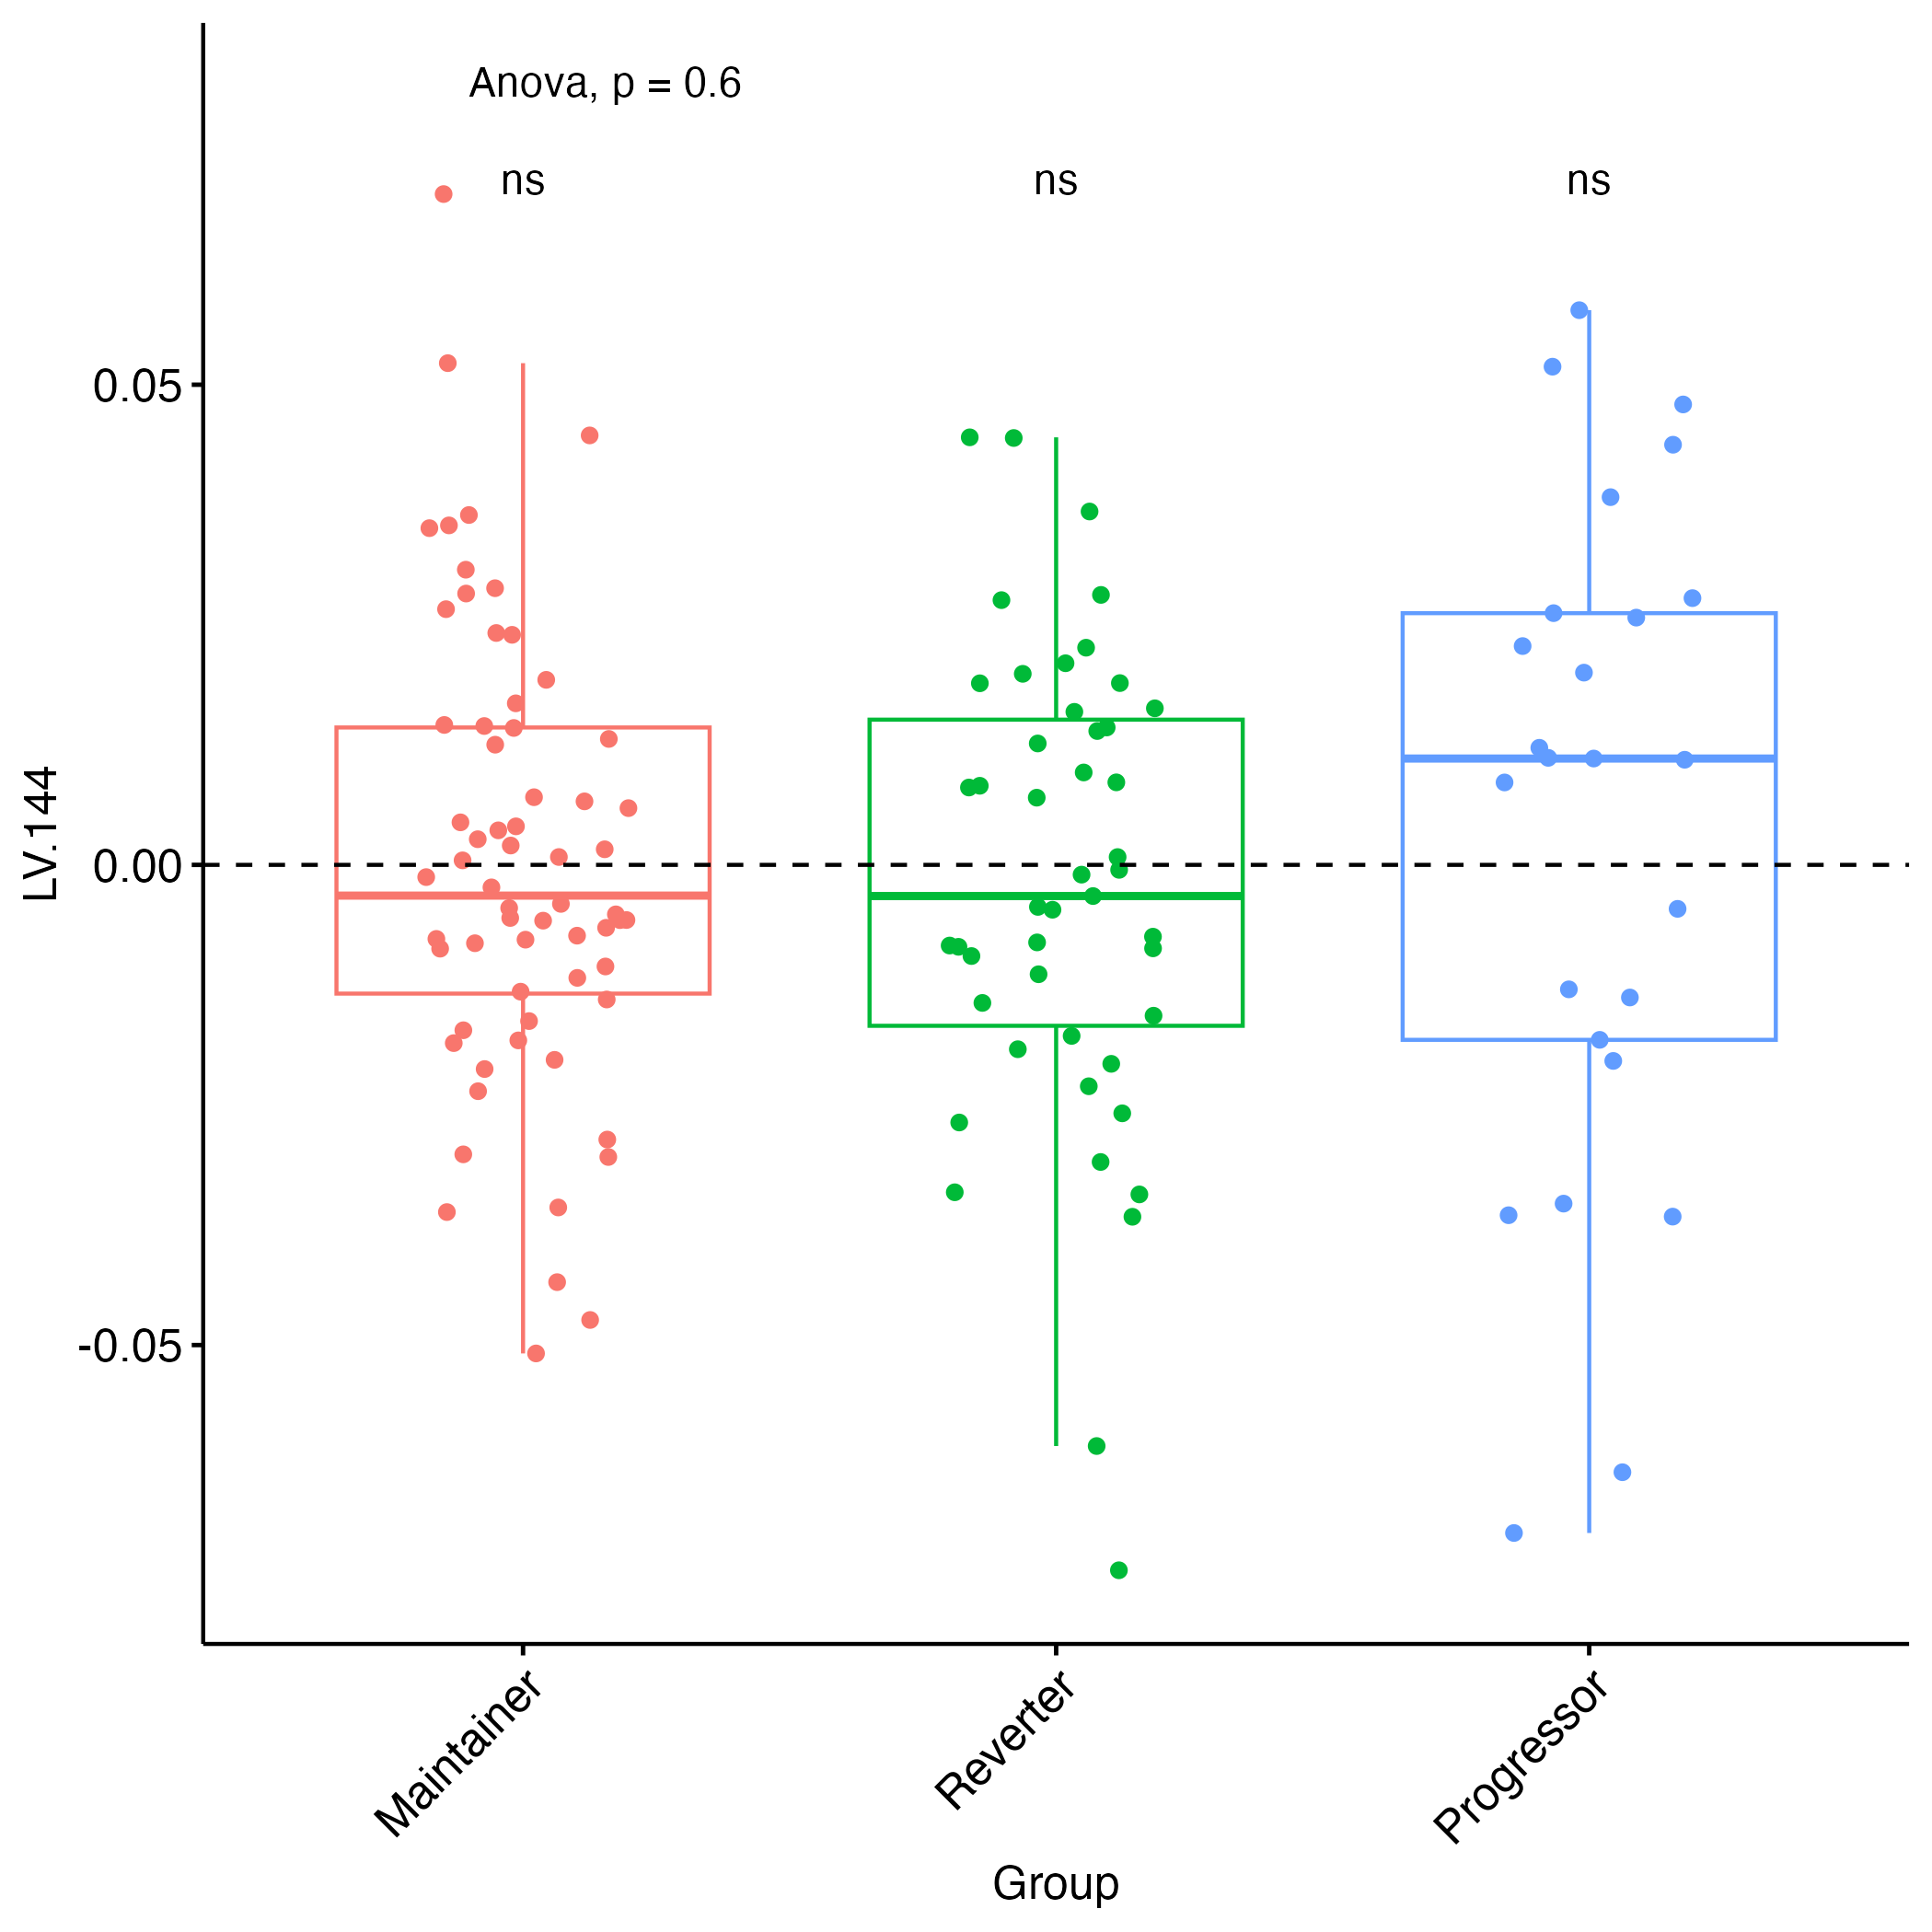 Anova, p = 0.6
ns ns ns
0.05
0.00
-0.05
LV.144
Maintainer
Reverter
Progressor
Group